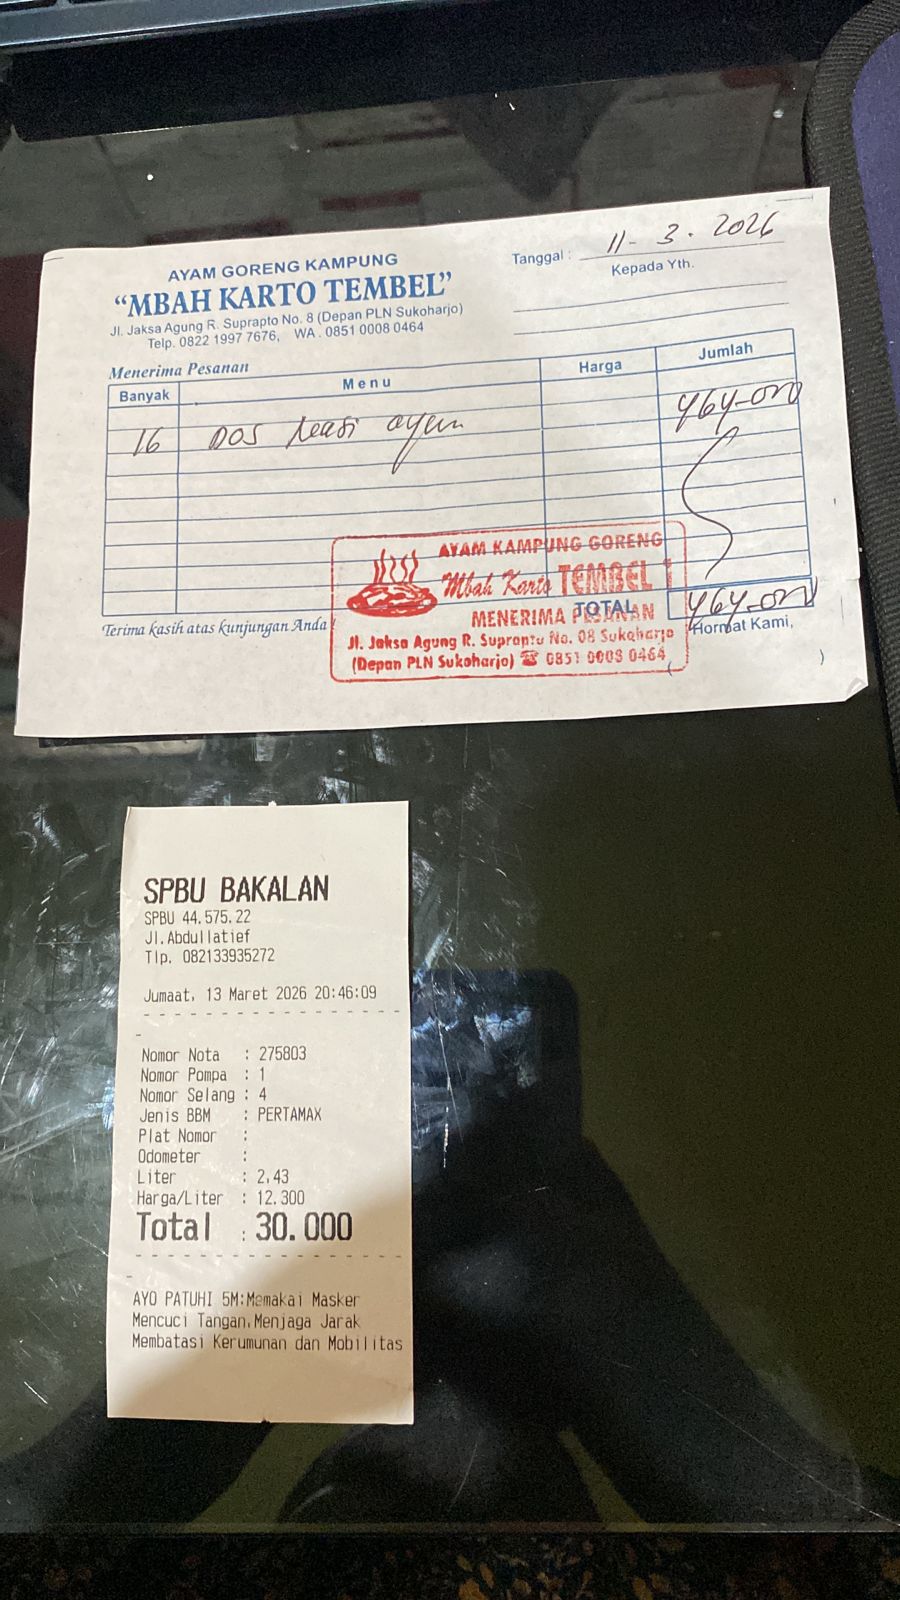 AYAM GORENG KAMPUNG
"MBAH KARTO TEMBEL"
Jl. Jaksa Agung R. Suprapto No. 8 (Depan PLN Sukoharjo)
Telp. 0822 1997 7676, WA . 0851 0008 0464
Tanggal : 11 - 3 . 2026
Kepada Yth.
Menerima Pesanan
Banyak Menu Harga Jumlah
16 DOS nasi ayam 464.000
TOTAL 464.000
Terima kasih atas kunjungan Anda
Hormat Kami,
( )
AYAM KAMPUNG GORENG
Mbah Karto TEMBEL 1
MENERIMA PESANAN
Jl. Jaksa Agung R. Suprapto No. 08 Sukoharjo
(Depan PLN Sukoharjo) ☎ 0851 0008 0464
SPBU BAKALAN
SPBU 44.575.22
Jl.Abdullatief
Tlp. 082133935272
Jumaat, 13 Maret 2026 20:46:09
- - - - - - - - - - - - - - - - - - - -
-
Nomor Nota : 275803
Nomor Pompa : 1
Nomor Selang : 4
Jenis BBM : PERTAMAX
Plat Nomor :
Odometer :
Liter : 2,43
Harga/Liter : 12.300
Total : 30.000
- - - - - - - - - - - - - - - - - - - -
-
AYO PATUHI 5M:Memakai Masker
Mencuci Tangan,Menjaga Jarak
Membatasi Kerumunan dan Mobilitas